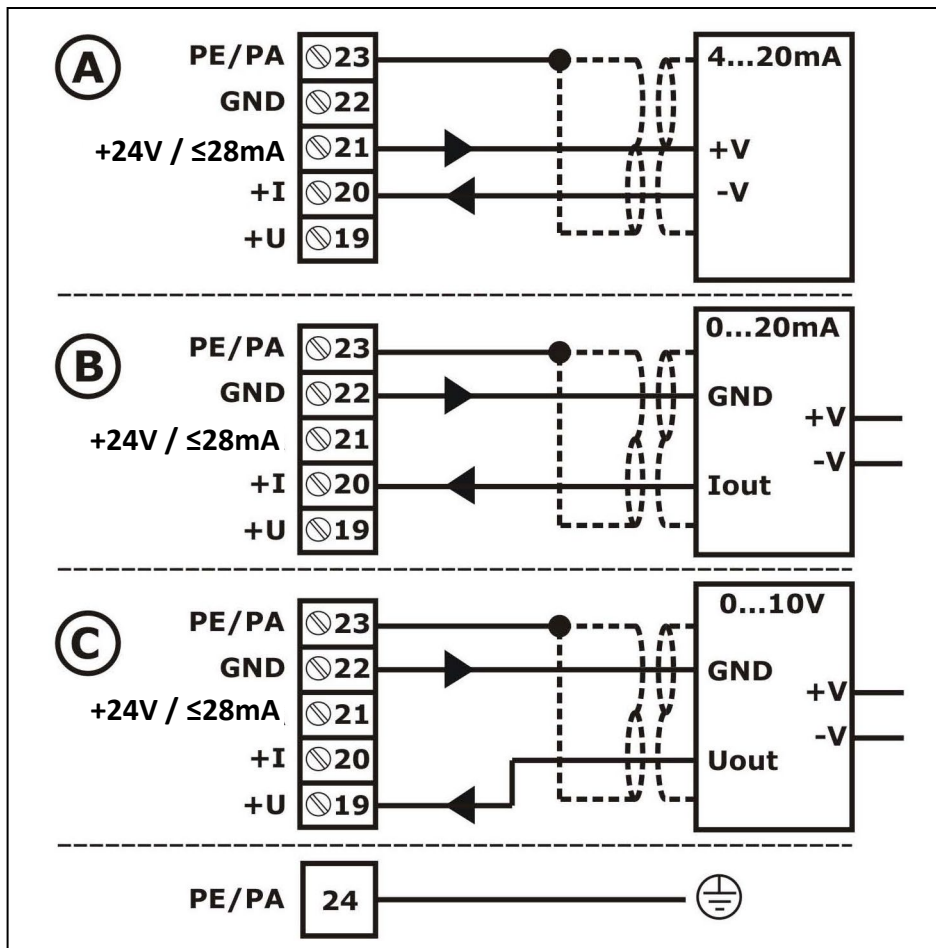 A
PE/PA 23 4...20mA
GND 22
+24V / ≤28mA 21 +V
+I 20 -V
+U 19
B
PE/PA 23 0...20mA
GND 22 GND
+24V / ≤28mA 21 +V
+I 20 Iout -V
+U 19
C
PE/PA 23 0...10V
GND 22 GND
+24V / ≤28mA 21 +V
+I 20 Uout -V
+U 19
PE/PA 24